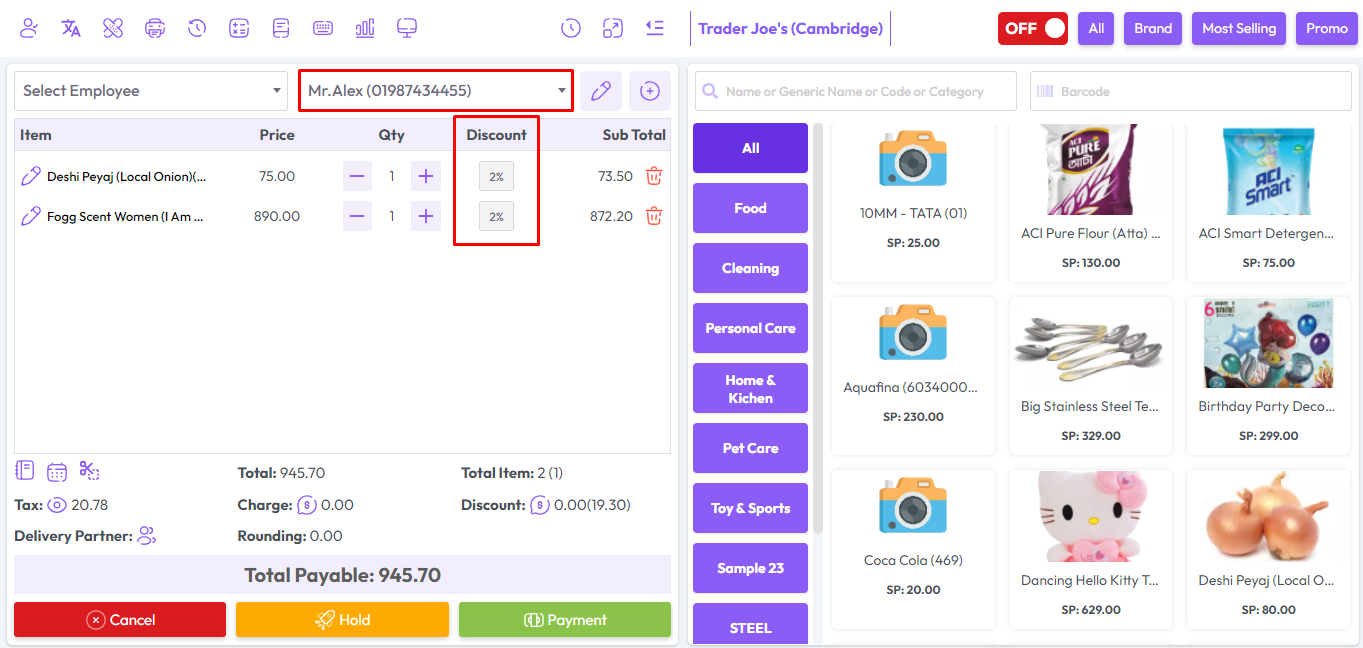 Trader Joe's (Cambridge)
OFF
All
Brand
Most Selling
Promo
Select Employee
Mr.Alex (01987434455)
Name or Generic Name or Code or Category
Barcode
Item Price Qty Discount Sub Total
Deshi Peyaj (Local Onion)(... 75.00 1 2% 73.50
Fogg Scent Women (I Am ... 890.00 1 2% 872.20
Total: 945.70 Total Item: 2 (1)
Tax: 20.78 Charge: 0.00 Discount: 0.00(19.30)
Delivery Partner: Rounding: 0.00
Total Payable: 945.70
Cancel
Hold
Payment
All
Food
Cleaning
Personal Care
Home &
Kichen
Pet Care
Toy & Sports
Sample 23
STEEL
10MM - TATA (01)
SP: 25.00
ACI
PURE
আটা
ACI Pure Flour (Atta) ...
SP: 130.00
ACI
Smart
ACI Smart Detergen...
SP: 75.00
Aquafina (6034000...
SP: 230.00
Big Stainless Steel Te...
SP: 329.00
6
PARTY
Birthday Party Deco...
SP: 299.00
Coca Cola (469)
SP: 20.00
Dancing Hello Kitty T...
SP: 629.00
Deshi Peyaj (Local O...
SP: 80.00